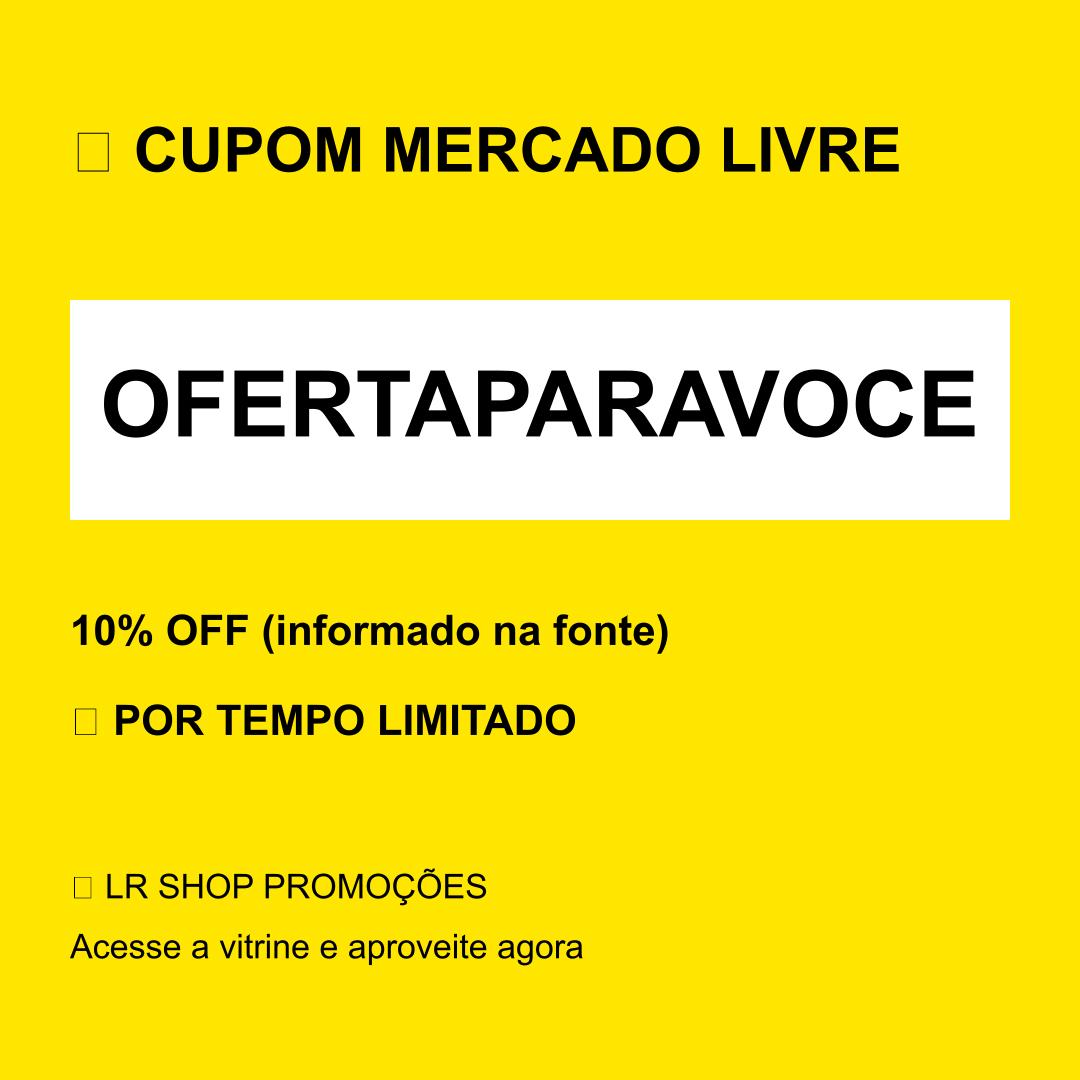 □ CUPOM MERCADO LIVRE
OFERTAPARAVOCE
10% OFF (informado na fonte)
□ POR TEMPO LIMITADO
□ LR SHOP PROMOÇÕES
Acesse a vitrine e aproveite agora